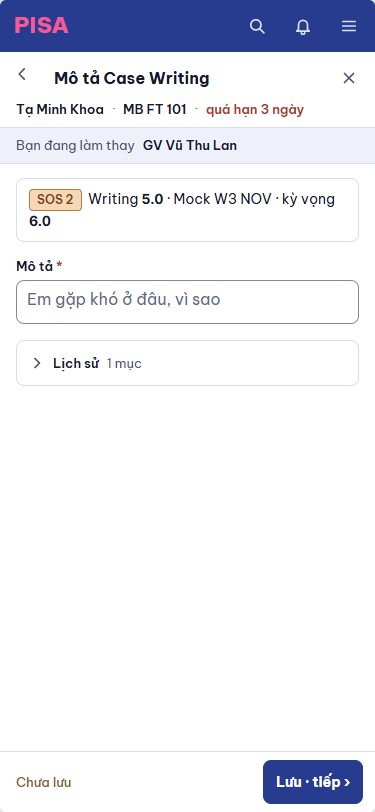 PISA
Mô tả Case Writing
Tạ Minh Khoa · MB FT 101 · quá hạn 3 ngày
Bạn đang làm thay GV Vũ Thu Lan
SOS 2 Writing 5.0 · Mock W3 NOV · kỳ vọng
6.0
Mô tả *
Em gặp khó ở đâu, vì sao
Lịch sử 1 mục
Chưa lưu
Lưu · tiếp ›